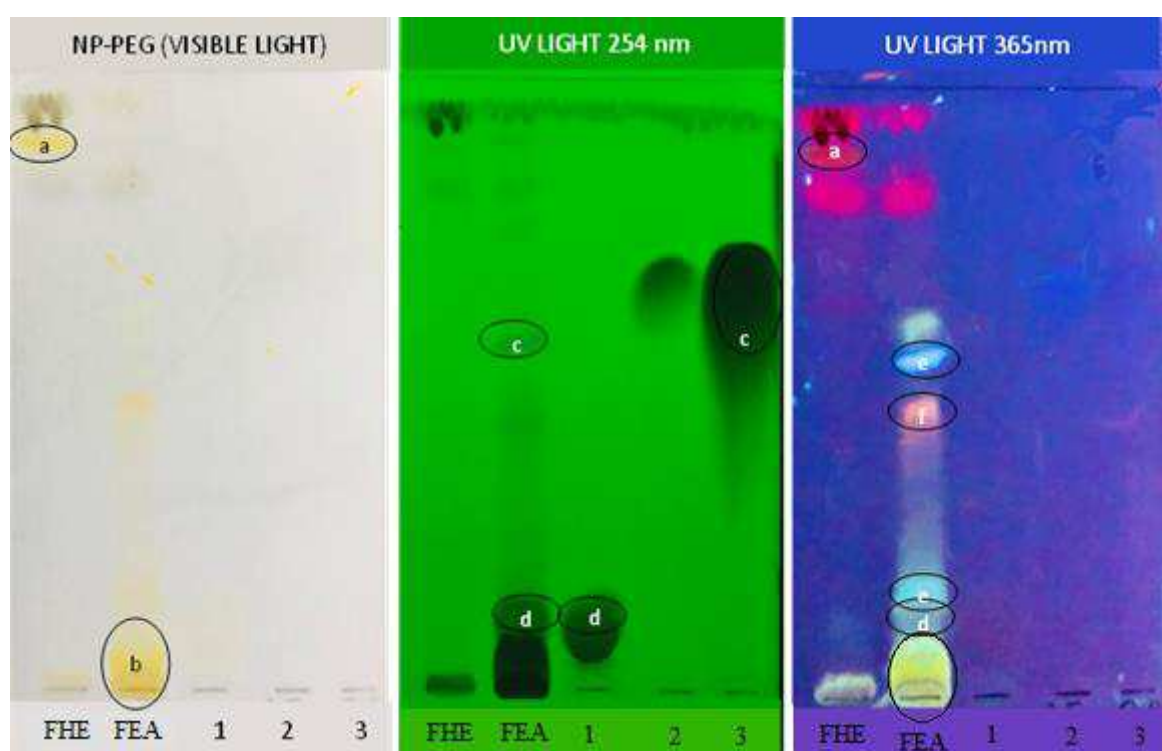 NP-PEG (VISIBLE LIGHT)
a
b
FHE FEA 1 2 3
UV LIGHT 254 nm
c
c
d d
FHE FEA 1 2 3
UV LIGHT 365nm
a
e
f
e
d
FHE FEA 1 2 3